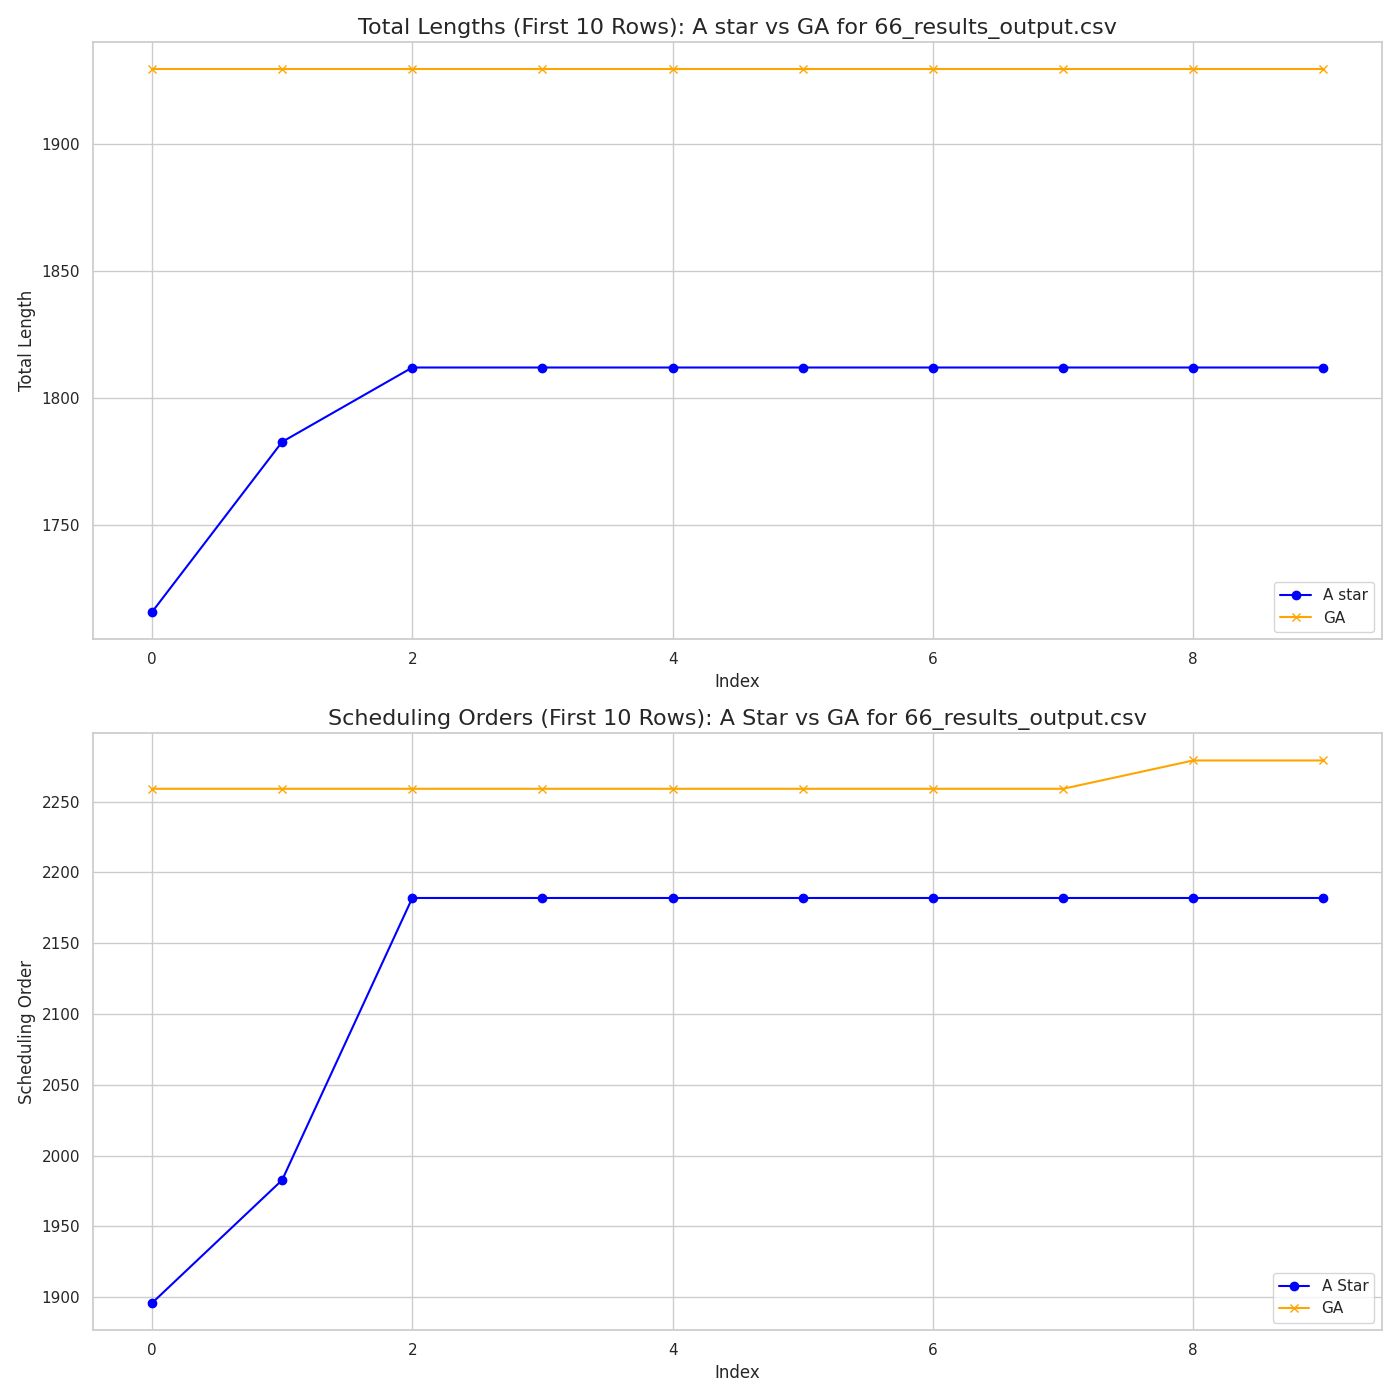 Total Lengths (First 10 Rows): A star vs GA for 66_results_output.csv
1900
1850
1800
1750
Total Length
A star
GA
0 2 4 6 8
Index
Scheduling Orders (First 10 Rows): A Star vs GA for 66_results_output.csv
2250
2200
2150
2100
2050
2000
1950
1900
Scheduling Order
A Star
GA
0 2 4 6 8
Index